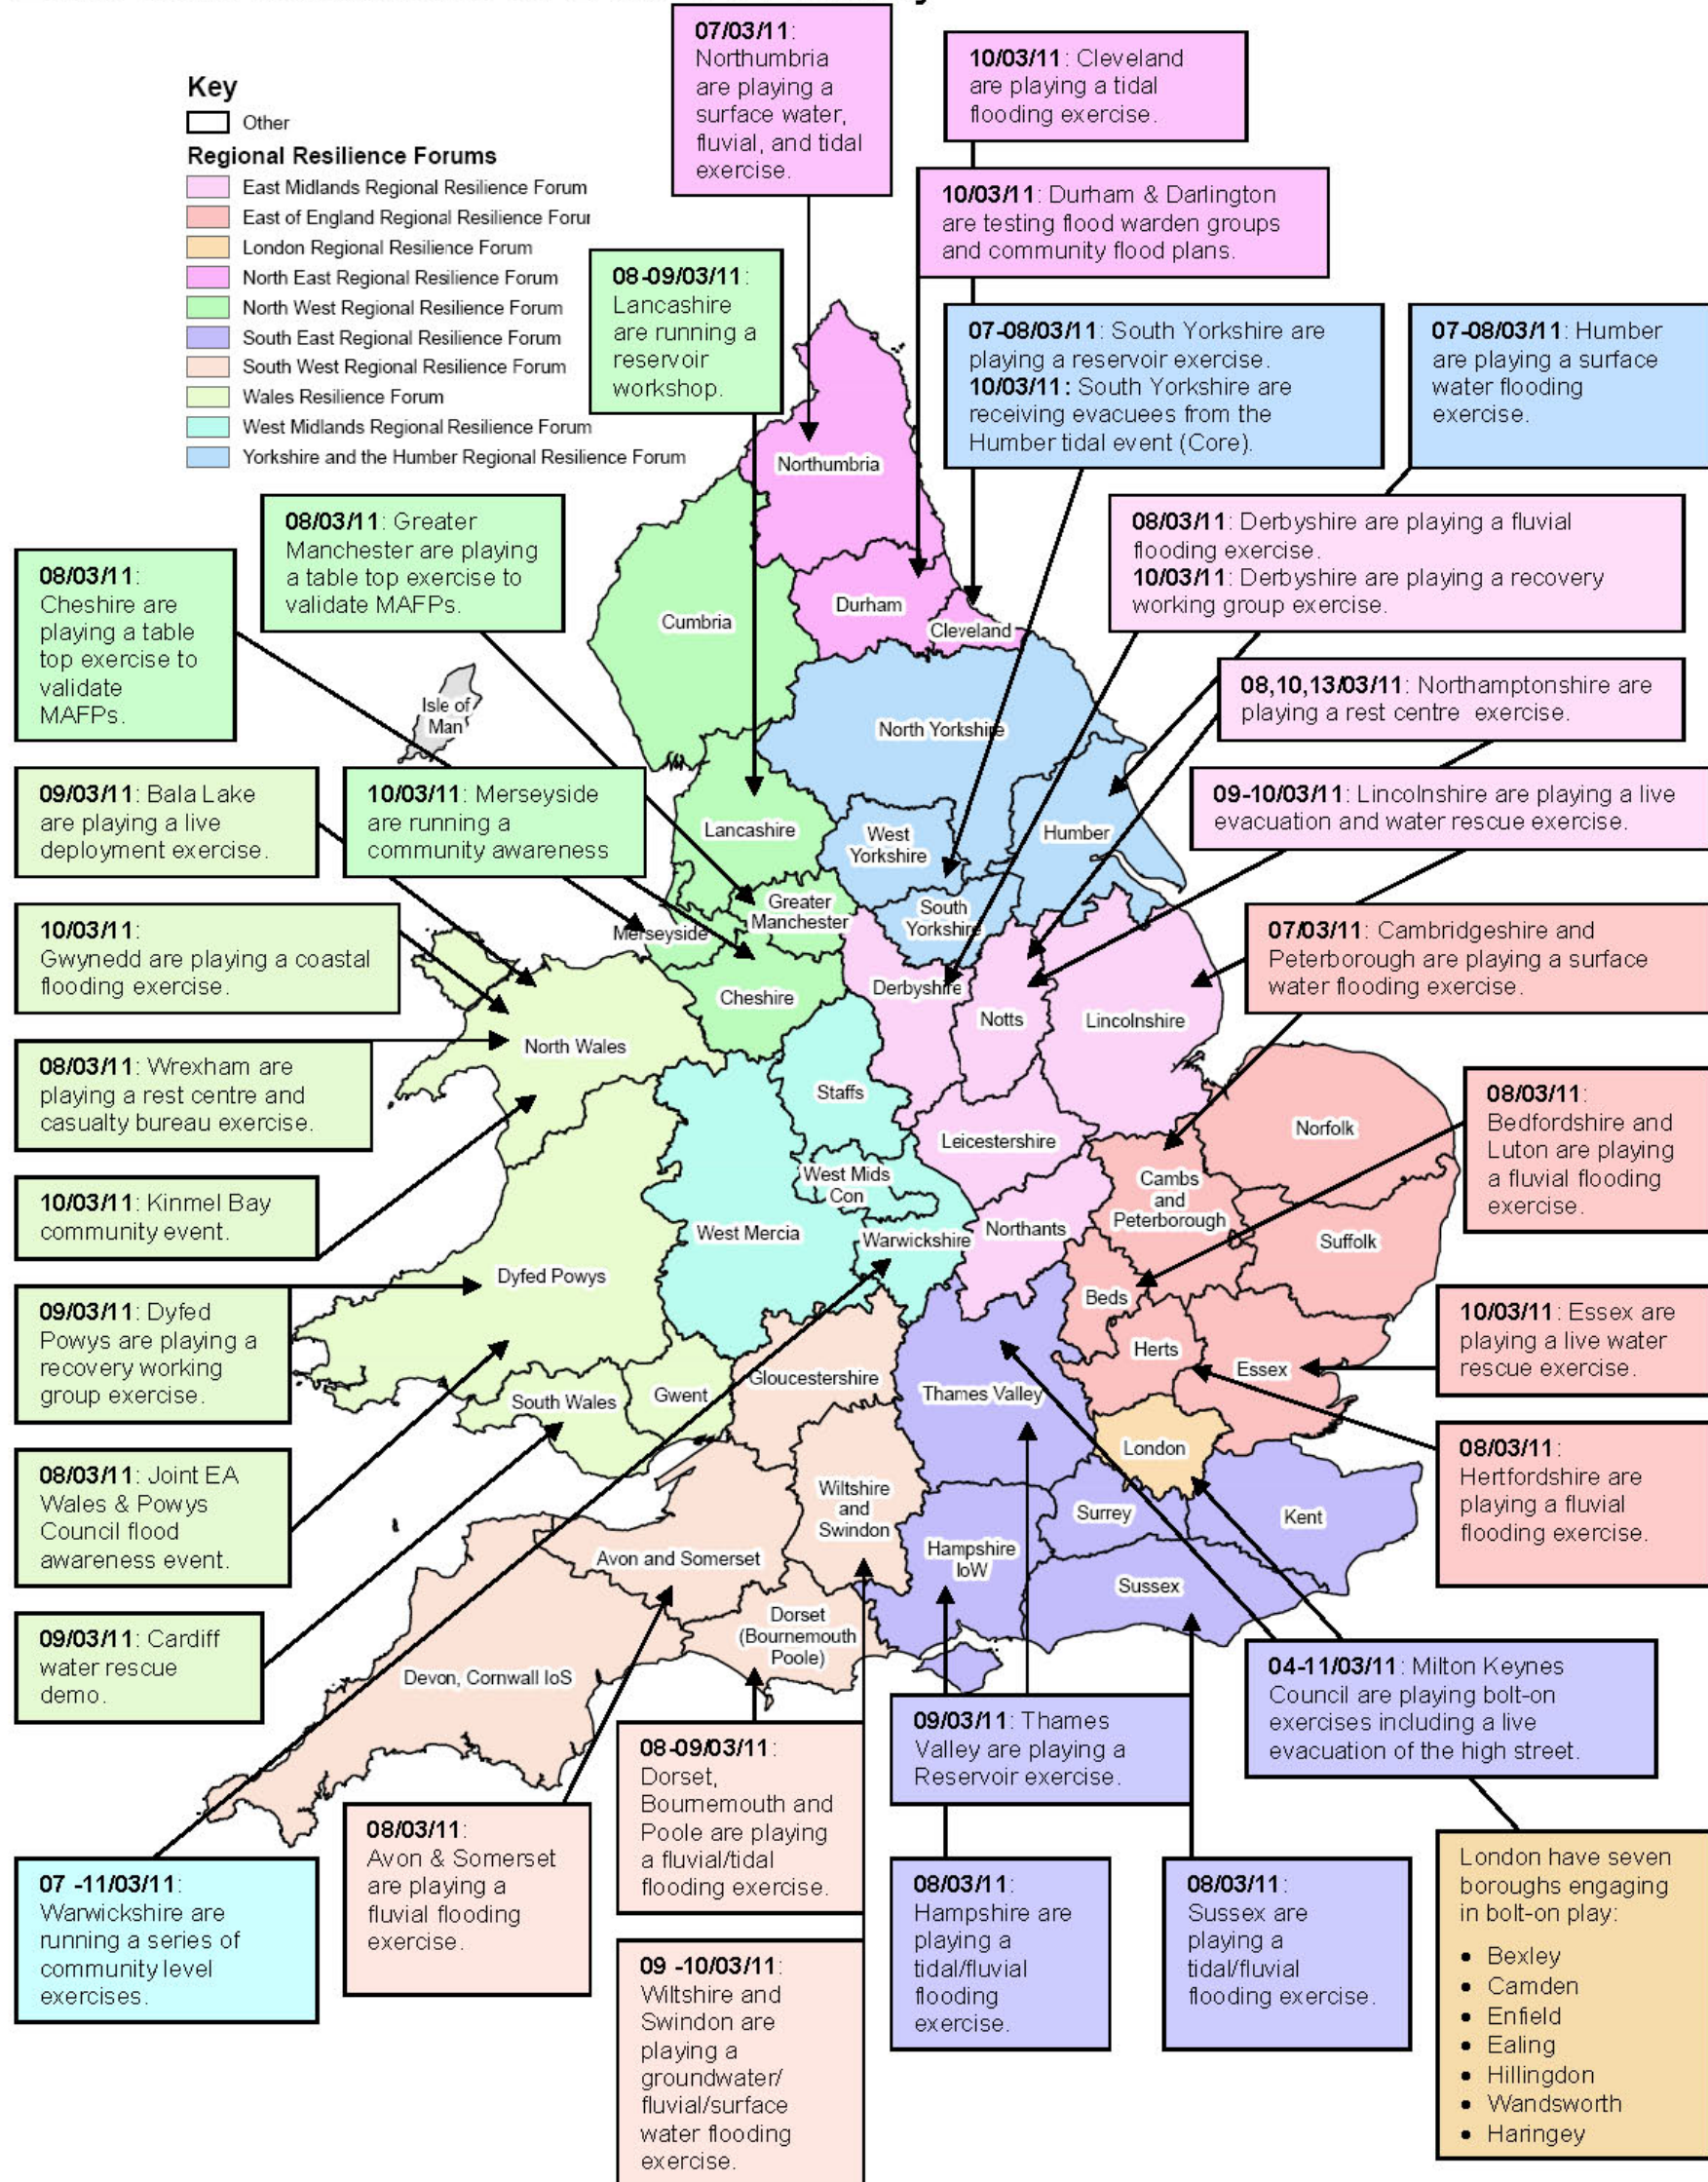 Key
Other
Regional Resilience Forums
East Midlands Regional Resilience Forum
East of England Regional Resilience Forur
London Regional Resilience Forum
North East Regional Resilience Forum
North West Regional Resilience Forum
South East Regional Resilience Forum
South West Regional Resilience Forum
Wales Resilience Forum
West Midlands Regional Resilience Forum
Yorkshire and the Humber Regional Resilience Forum
07/03/11:
Northumbria
are playing a
surface water,
fluvial, and tidal
exercise.
10/03/11: Cleveland
are playing a tidal
flooding exercise.
10/03/11: Durham & Darlington
are testing flood warden groups
and community flood plans.
08-09/03/11:
Lancashire
are running a
reservoir
workshop.
07-08/03/11: South Yorkshire are
playing a reservoir exercise.
10/03/11: South Yorkshire are
receiving evacuees from the
Humber tidal event (Core).
07-08/03/11: Humber
are playing a surface
water flooding
exercise.
08/03/11: Greater
Manchester are playing
a table top exercise to
validate MAFPs.
08/03/11: Derbyshire are playing a fluvial
flooding exercise.
10/03/11: Derbyshire are playing a recovery
working group exercise.
08/03/11:
Cheshire are
playing a table
top exercise to
validate
MAFPs.
08,10,13/03/11: Northamptonshire are
playing a rest centre exercise.
09/03/11: Bala Lake
are playing a live
deployment exercise.
10/03/11: Merseyside
are running a
community awareness
09-10/03/11: Lincolnshire are playing a live
evacuation and water rescue exercise.
10/03/11:
Gwynedd are playing a coastal
flooding exercise.
07/03/11: Cambridgeshire and
Peterborough are playing a surface
water flooding exercise.
08/03/11: Wrexham are
playing a rest centre and
casualty bureau exercise.
08/03/11:
Bedfordshire and
Luton are playing
a fluvial flooding
exercise.
10/03/11: Kinmel Bay
community event.
09/03/11: Dyfed
Powys are playing a
recovery working
group exercise.
10/03/11: Essex are
playing a live water
rescue exercise.
08/03/11: Joint EA
Wales & Powys
Council flood
awareness event.
08/03/11:
Hertfordshire are
playing a fluvial
flooding exercise.
09/03/11: Cardiff
water rescue
demo.
04-11/03/11: Milton Keynes
Council are playing bolt-on
exercises including a live
evacuation of the high street.
09/03/11: Thames
Valley are playing a
Reservoir exercise.
08-09/03/11:
Dorset,
Bournemouth and
Poole are playing
a fluvial/tidal
flooding exercise.
08/03/11:
Avon & Somerset
are playing a
fluvial flooding
exercise.
07 -11/03/11:
Warwickshire are
running a series of
community level
exercises.
09 -10/03/11:
Wiltshire and
Swindon are
playing a
groundwater/
fluvial/surface
water flooding
exercise.
08/03/11:
Hampshire are
playing a
tidal/fluvial
flooding
exercise.
08/03/11:
Sussex are
playing a
tidal/fluvial
flooding exercise.
London have seven
boroughs engaging
in bolt-on play:
• Bexley
• Camden
• Enfield
• Ealing
• Hillingdon
• Wandsworth
• Haringey
Northumbria
Cumbria
Durham
Cleveland
Isle of
Man
North Yorkshire
Lancashire
West
Yorkshire
Humber
Greater
Manchester
South
Yorkshire
Merseyside
Cheshire
Derbyshire
Notts
Lincolnshire
North Wales
Staffs
Leicestershire
Norfolk
West Mids
Con
Cambs
and
Peterborough
West Mercia
Warwickshire
Northants
Suffolk
Dyfed Powys
Beds
Herts
Essex
Gloucestershire
South Wales
Gwent
Thames Valley
London
Wiltshire
and
Swindon
Surrey
Kent
Avon and Somerset
Hampshire
IoW
Sussex
Dorset
(Bournemouth
Poole)
Devon, Cornwall IoS